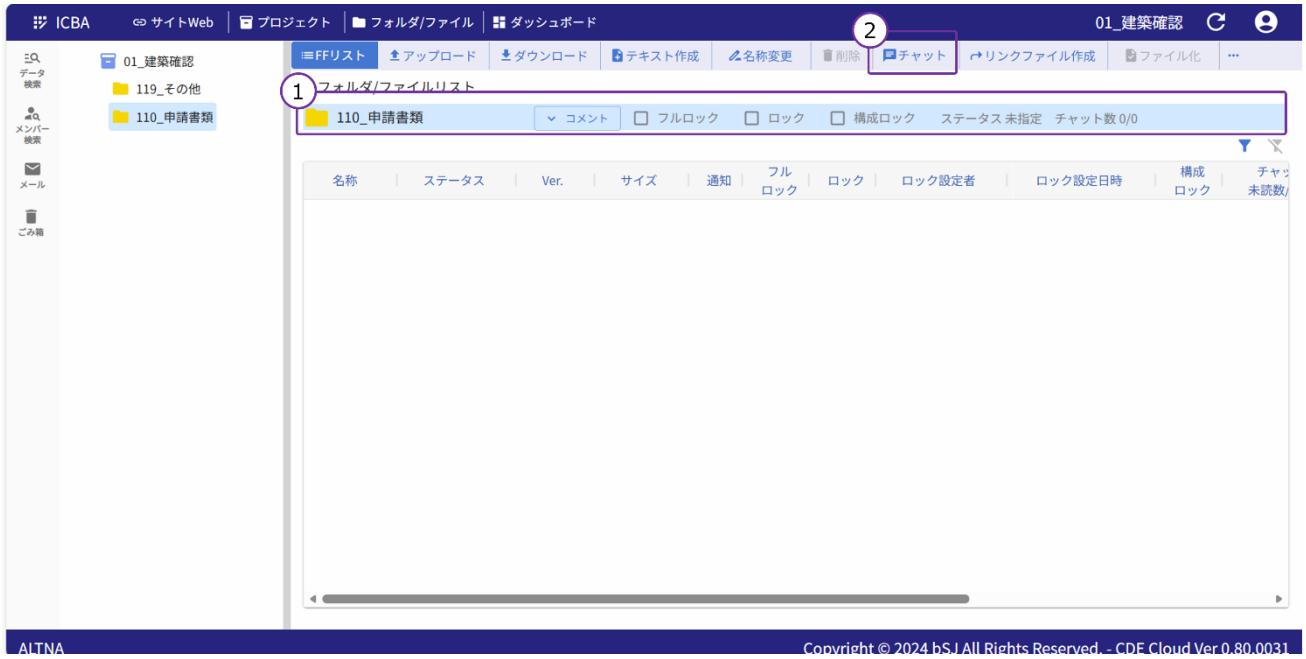 ICBA サイトWeb プロジェクト フォルダ/ファイル ダッシュボード 01_建築確認
2
FFリスト アップロード ダウンロード テキスト作成 名称変更 削除 チャット リンクファイル作成 ファイル化 ...
データ
検索
メンバー
検索
メール
ごみ箱
01_建築確認
119_その他
110_申請書類
フォルダ/ファイルリスト
1
110_申請書類 コメント フルロック ロック 構成ロック ステータス 未指定 チャット数 0/0
名称 ステータス Ver. サイズ 通知 フル
ロック ロック ロック設定者 ロック設定日時 構成
ロック チャッ
未読数/
ALTNA Copyright © 2024 bSJ All Rights Reserved. - CDE Cloud Ver 0.80.0031